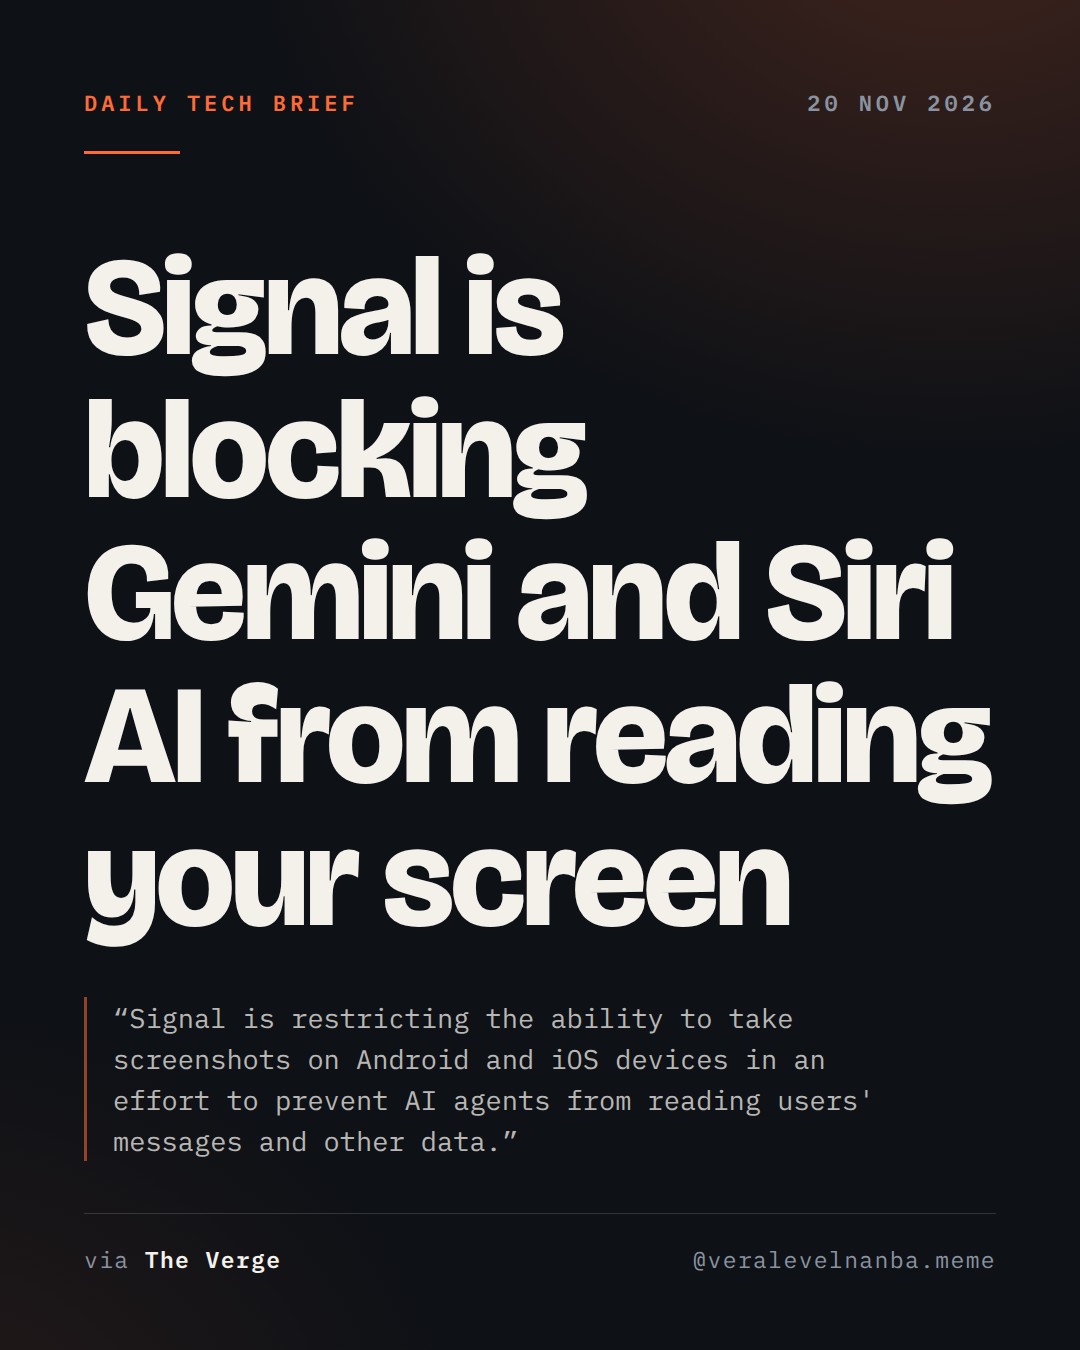 DAILY TECH BRIEF
20 NOV 2026
Signal is
blocking
Gemini and Siri
AI from reading
your screen
“Signal is restricting the ability to take
screenshots on Android and iOS devices in an
effort to prevent AI agents from reading users'
messages and other data.”
via The Verge
@veralevelnanba.meme